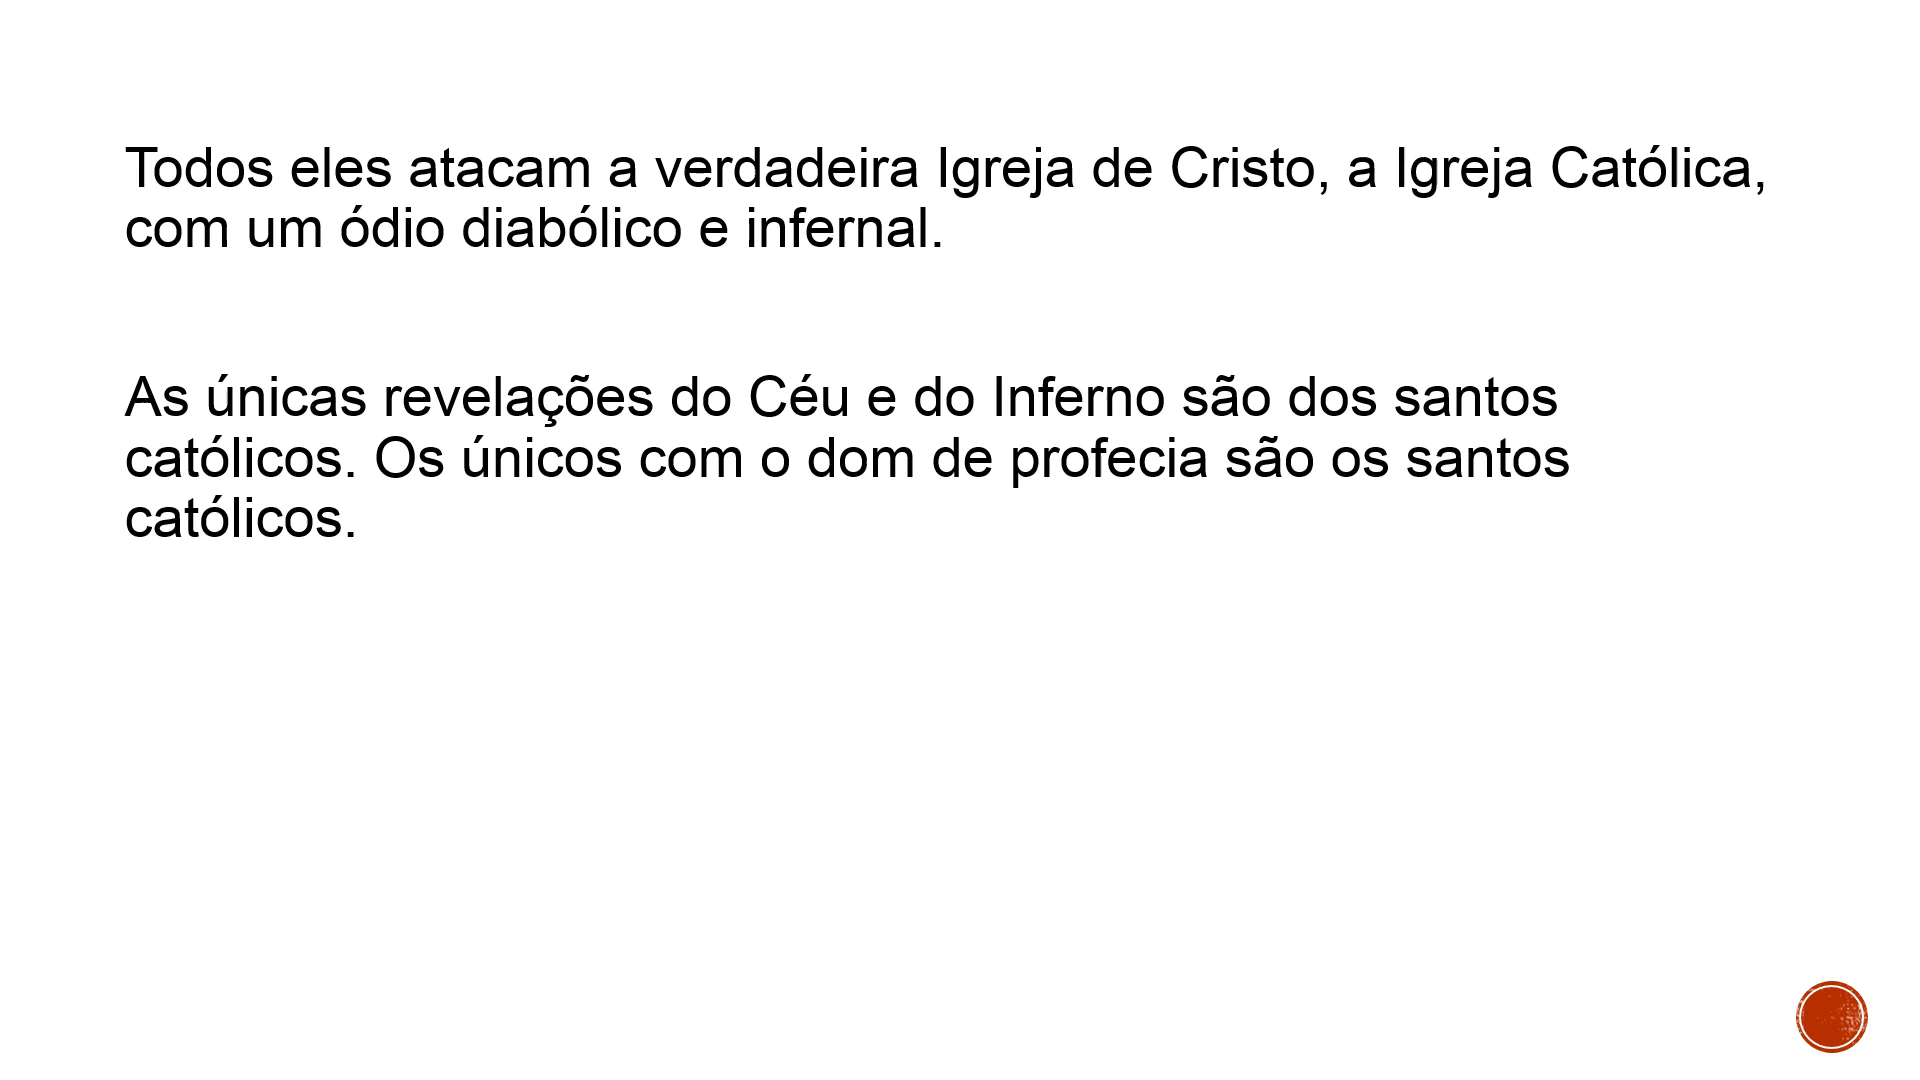 Todos eles atacam a verdadeira Igreja de Cristo, a Igreja Católica,
com um ódio diabólico e infernal.
As únicas revelações do Céu e do Inferno são dos santos
católicos. Os únicos com o dom de profecia são os santos
católicos.